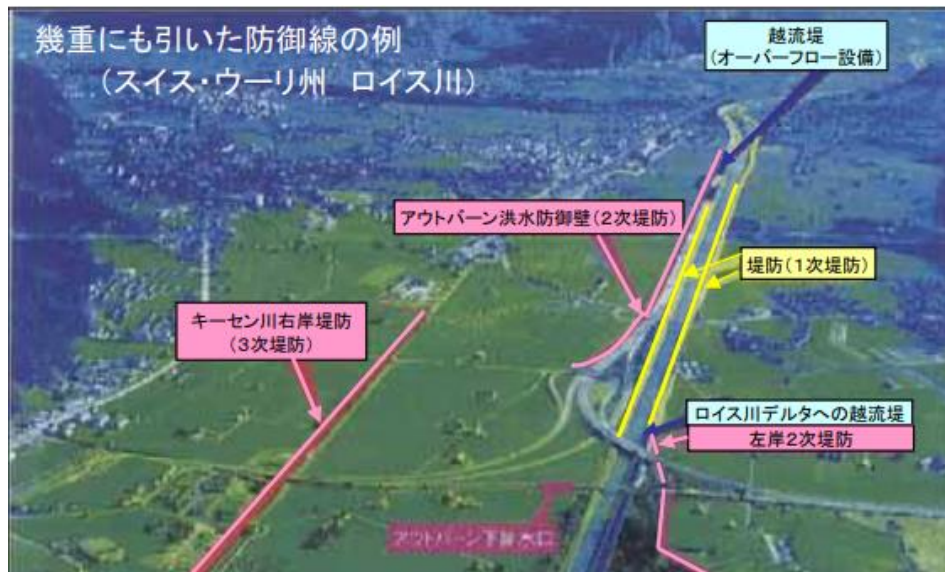 幾重にも引いた防御線の例
(スイス・ウーリ州　ロイス川)
越流堤
(オーバーフロー設備)
アウトバーン洪水防御壁(2次堤防)
堤防(1次堤防)
キーセン川右岸堤防
(3次堤防)
ロイス川デルタへの越流堤
左岸2次堤防
アウトバーン下
水口